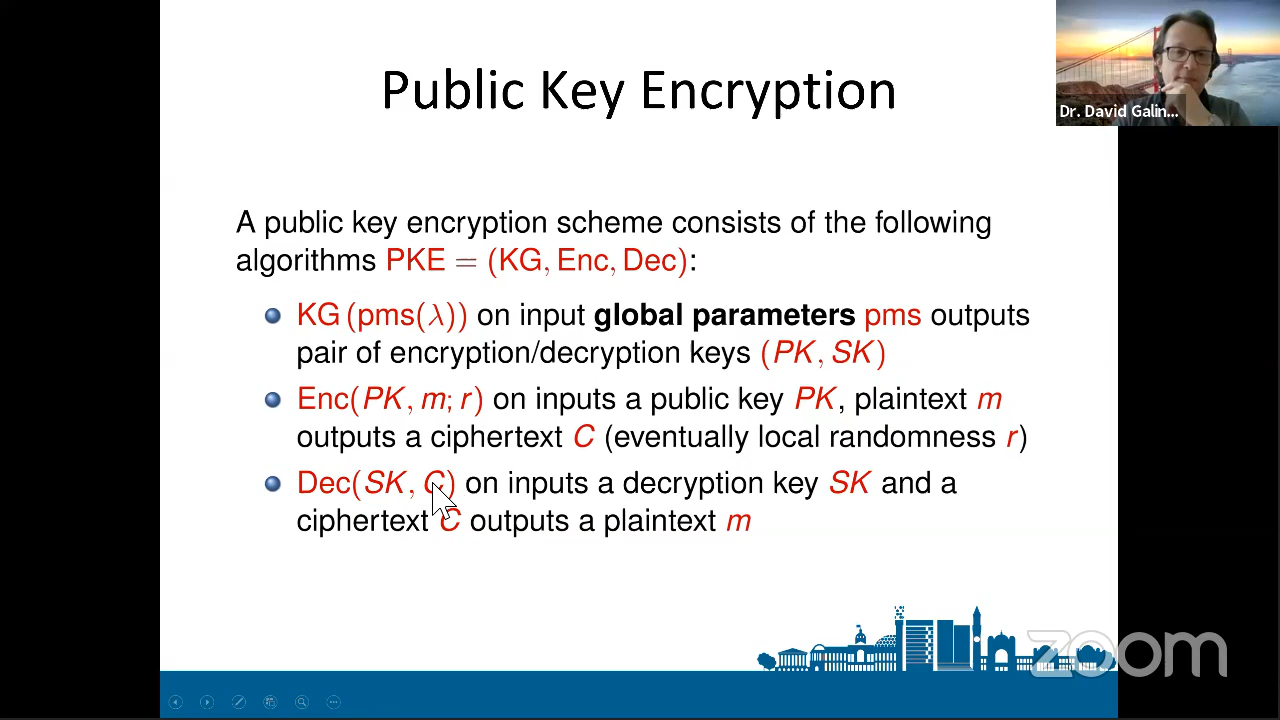 Public Key Encryption
Dr. David Galin...
A public key encryption scheme consists of the following
algorithms PKE = (KG, Enc, Dec):
KG (pms(λ)) on input global parameters pms outputs
pair of encryption/decryption keys (PK, SK)
Enc(PK, m; r) on inputs a public key PK, plaintext m
outputs a ciphertext C (eventually local randomness r)
Dec(SK, C) on inputs a decryption key SK and a
ciphertext C outputs a plaintext m
zoom